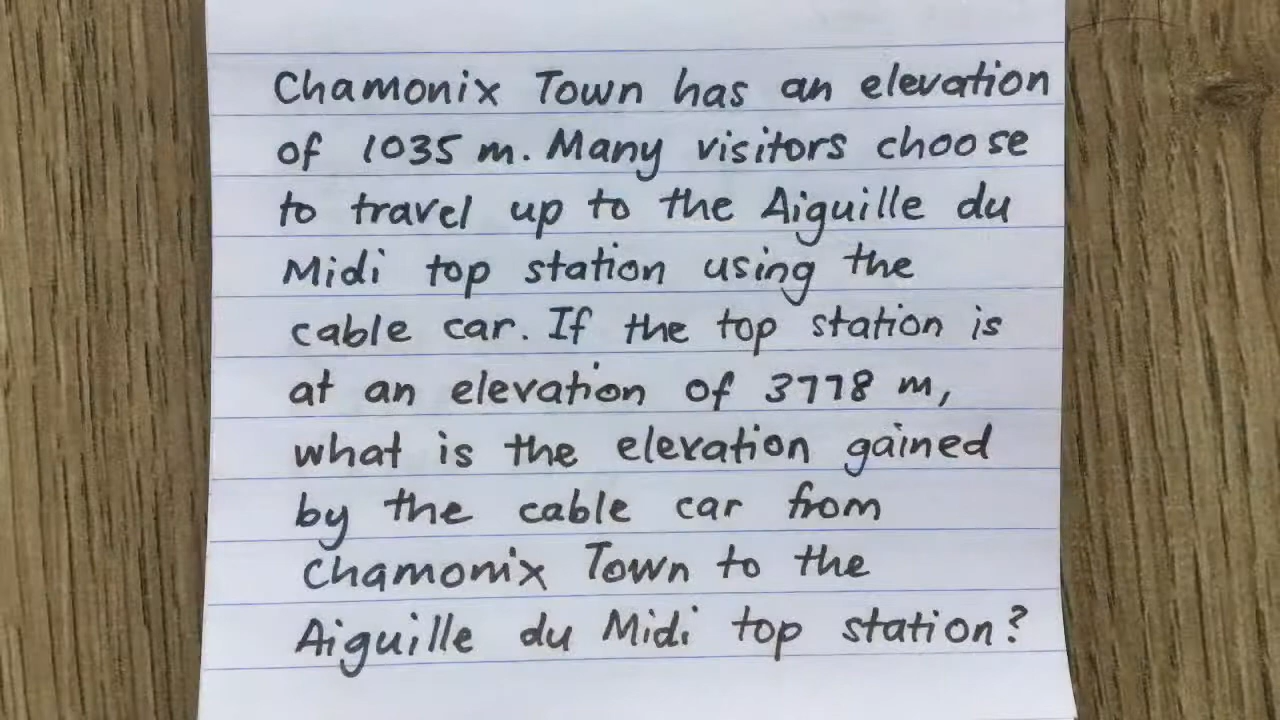 Chamonix Town has an elevation
of 1035 m. Many visitors choose
to travel up to the Aiguille du
Midi top station using the
cable car. If the top station is
at an elevation of 3778 m,
what is the elevation gained
by the cable car from
Chamonix Town to the
Aiguille du Midi top station?